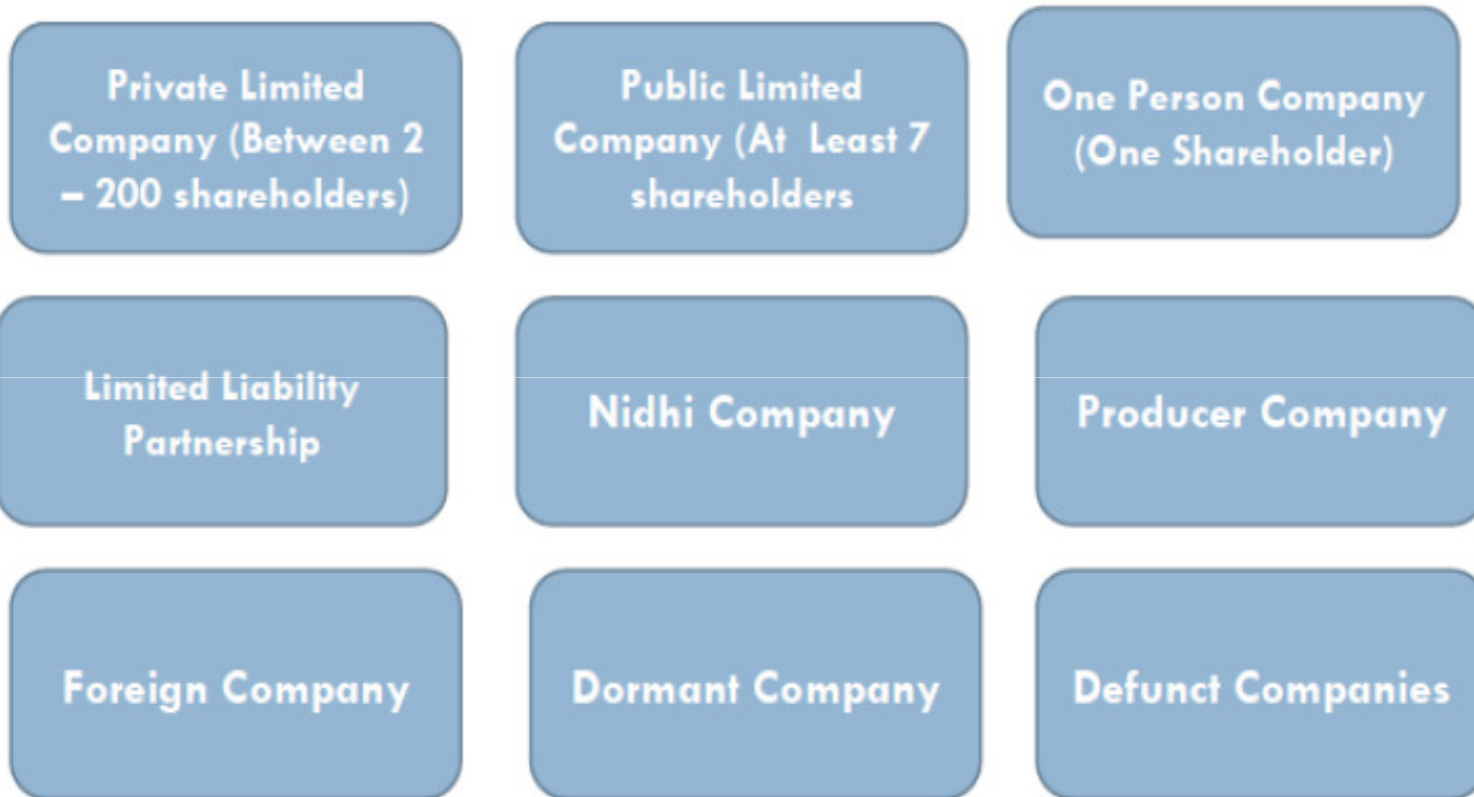 Private Limited
Company (Between 2
– 200 shareholders)
Public Limited
Company (At Least 7
shareholders
One Person Company
(One Shareholder)
Limited Liability
Partnership
Nidhi Company
Producer Company
Foreign Company
Dormant Company
Defunct Companies